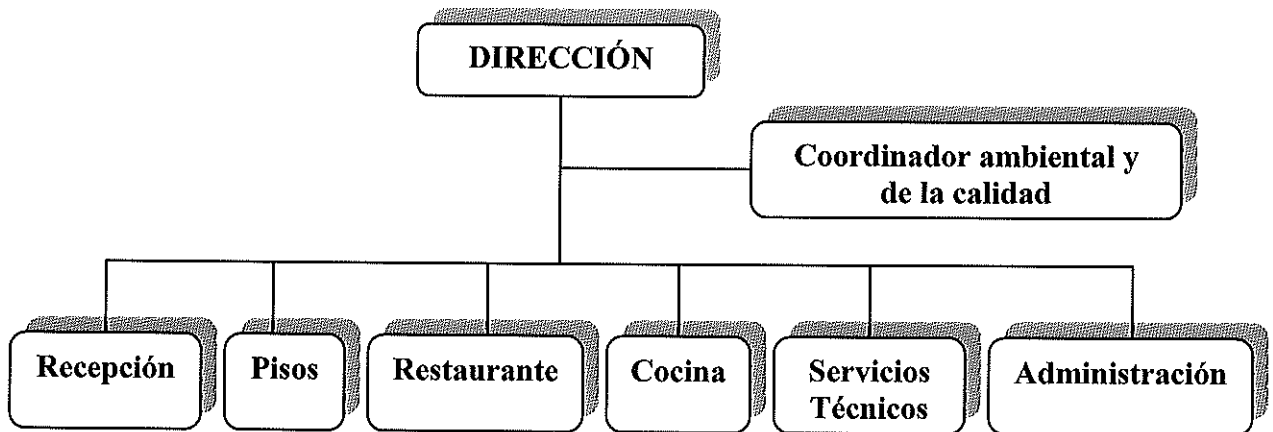 DIRECCIÓN
Coordinador ambiental y
de la calidad
Recepción
Pisos
Restaurante
Cocina
Servicios
Técnicos
Administración